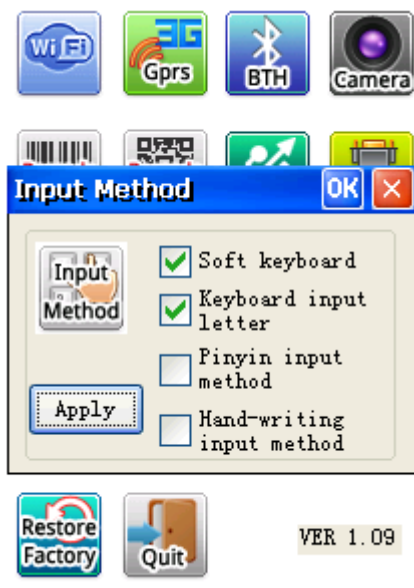 Wi Fi
3G
Gprs
BTH
Camera
Input Method
OK
Input
Method
Soft keyboard
Keyboard input
letter
Pinyin input
method
Apply
Hand-writing
input method
Restore
Factory
Quit
VER 1.09